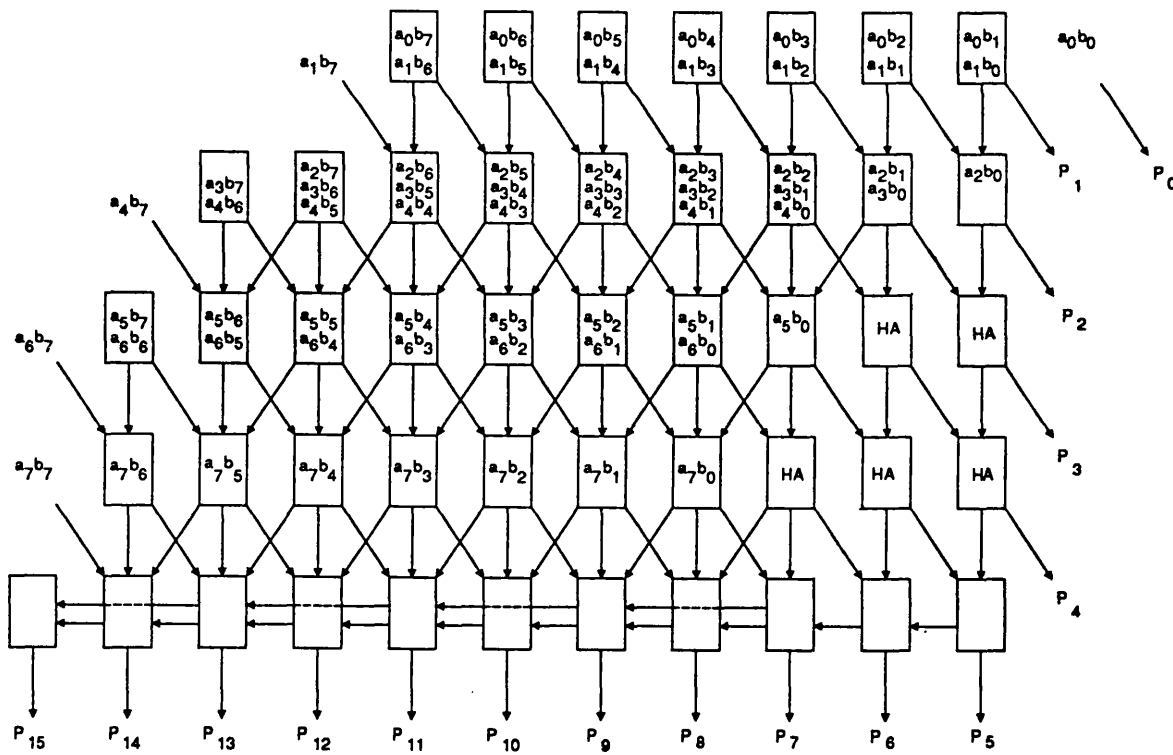 a0b7 a0b6 a0b5 a0b4 a0b3 a0b2 a0b1 a0b0
a1b7 a1b6 a1b5 a1b4 a1b3 a1b2 a1b1 a1b0
a2b7 a2b6 a2b5 a2b4 a2b3 a2b2 a2b1 a2b0 P1 P0
a3b7 a3b6 a3b5 a3b4 a3b3 a3b2 a3b1 a3b0
a4b7 a4b6 a4b5 a4b4 a4b3 a4b2 a4b1 a4b0
a5b7 a5b6 a5b5 a5b4 a5b3 a5b2 a5b1 a5b0 HA HA P2
a6b7 a6b6 a6b5 a6b4 a6b3 a6b2 a6b1 a6b0
a7b7 a7b6 a7b5 a7b4 a7b3 a7b2 a7b1 a7b0 HA HA HA P3
P4
P15 P14 P13 P12 P11 P10 P9 P8 P7 P6 P5